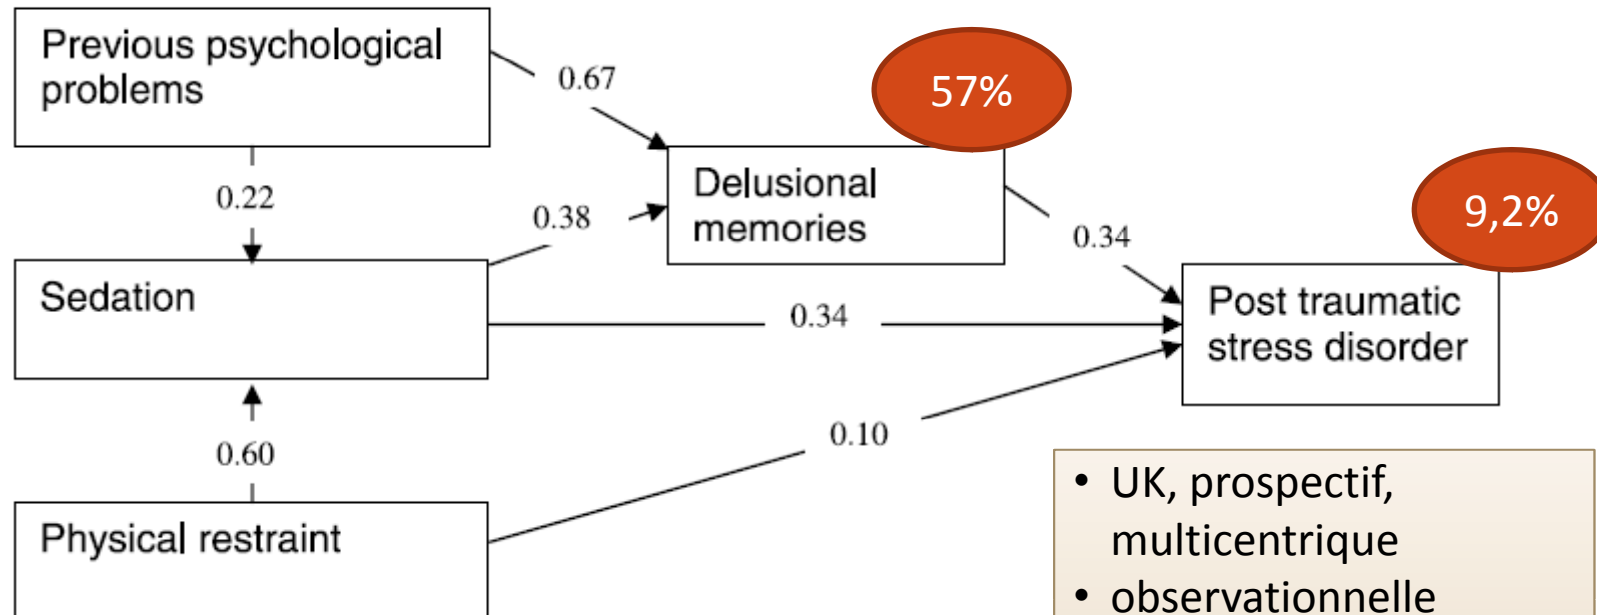 Previous psychological
problems
0.67
57%
0.22
Delusional
memories
0.38
9,2%
0.34
Sedation
0.34
Post traumatic
stress disorder
0.10
0.60
Physical restraint
• UK, prospectif,
multicentrique
• observationnelle